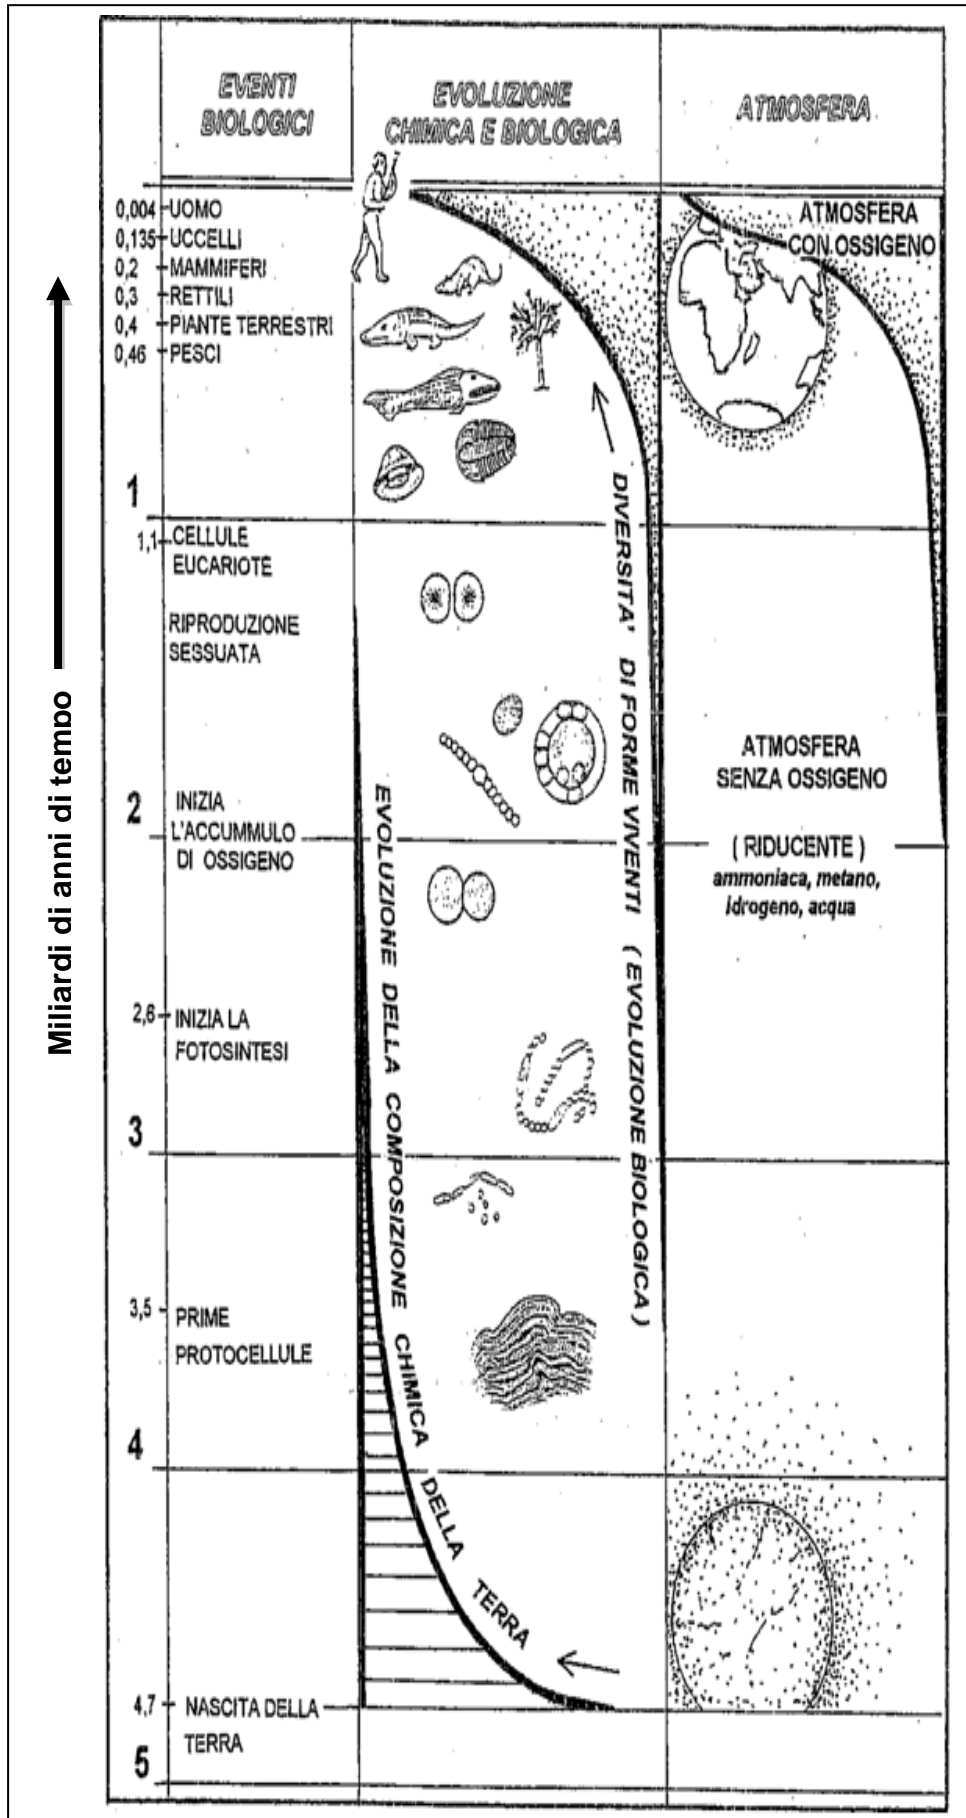 EVENTI
BIOLOGICI
EVOLUZIONE
CHIMICA E BIOLOGICA
ATMOSFERA
0,004 UOMO
0,135 UCCELLI
0,2 MAMMIFERI
0,3 RETTILI
0,4 PIANTE TERRESTRI
0,46 PESCI
1
1,1 CELLULE
EUCARIOTE
RIPRODUZIONE
SESSUATA
2
INIZIA
L'ACCUMMULO
DI OSSIGENO
2,6 INIZIA LA
FOTOSINTESI
3
3,5 PRIME
PROTOCELLULE
4
4,7 NASCITA DELLA
TERRA
5
Miliardi di anni di tempo
EVOLUZIONE DELLA COMPOSIZIONE CHIMICA DELLA TERRA
DIVERSITA' DI FORME VIVENTI (EVOLUZIONE BIOLOGICA)
ATMOSFERA
CON OSSIGENO
ATMOSFERA
SENZA OSSIGENO
( RIDUCENTE )
ammoniaca, metano,
idrogeno, acqua